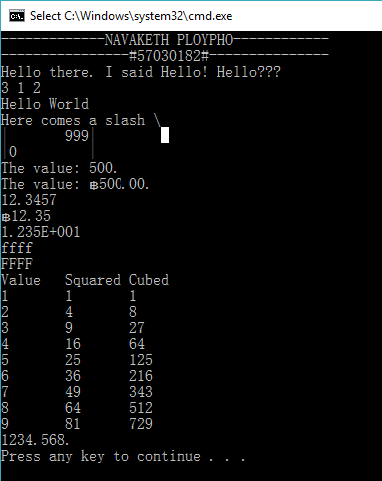 Select C:\Windows\system32\cmd.exe
-------------NAVAKETH PLOYPHO------------
----------------#57030182#---------------
Hello there. I said Hello! Hello???
3 1 2
Hello World
Here comes a slash \
|       999|
|0         |
The value: 500.
The value: ฿500.00.
12.3457
฿12.35
1.235E+001
ffff
FFFF
Value   Squared Cubed
1       1       1
2       4       8
3       9       27
4       16      64
5       25      125
6       36      216
7       49      343
8       64      512
9       81      729
1234.568.
Press any key to continue . . .